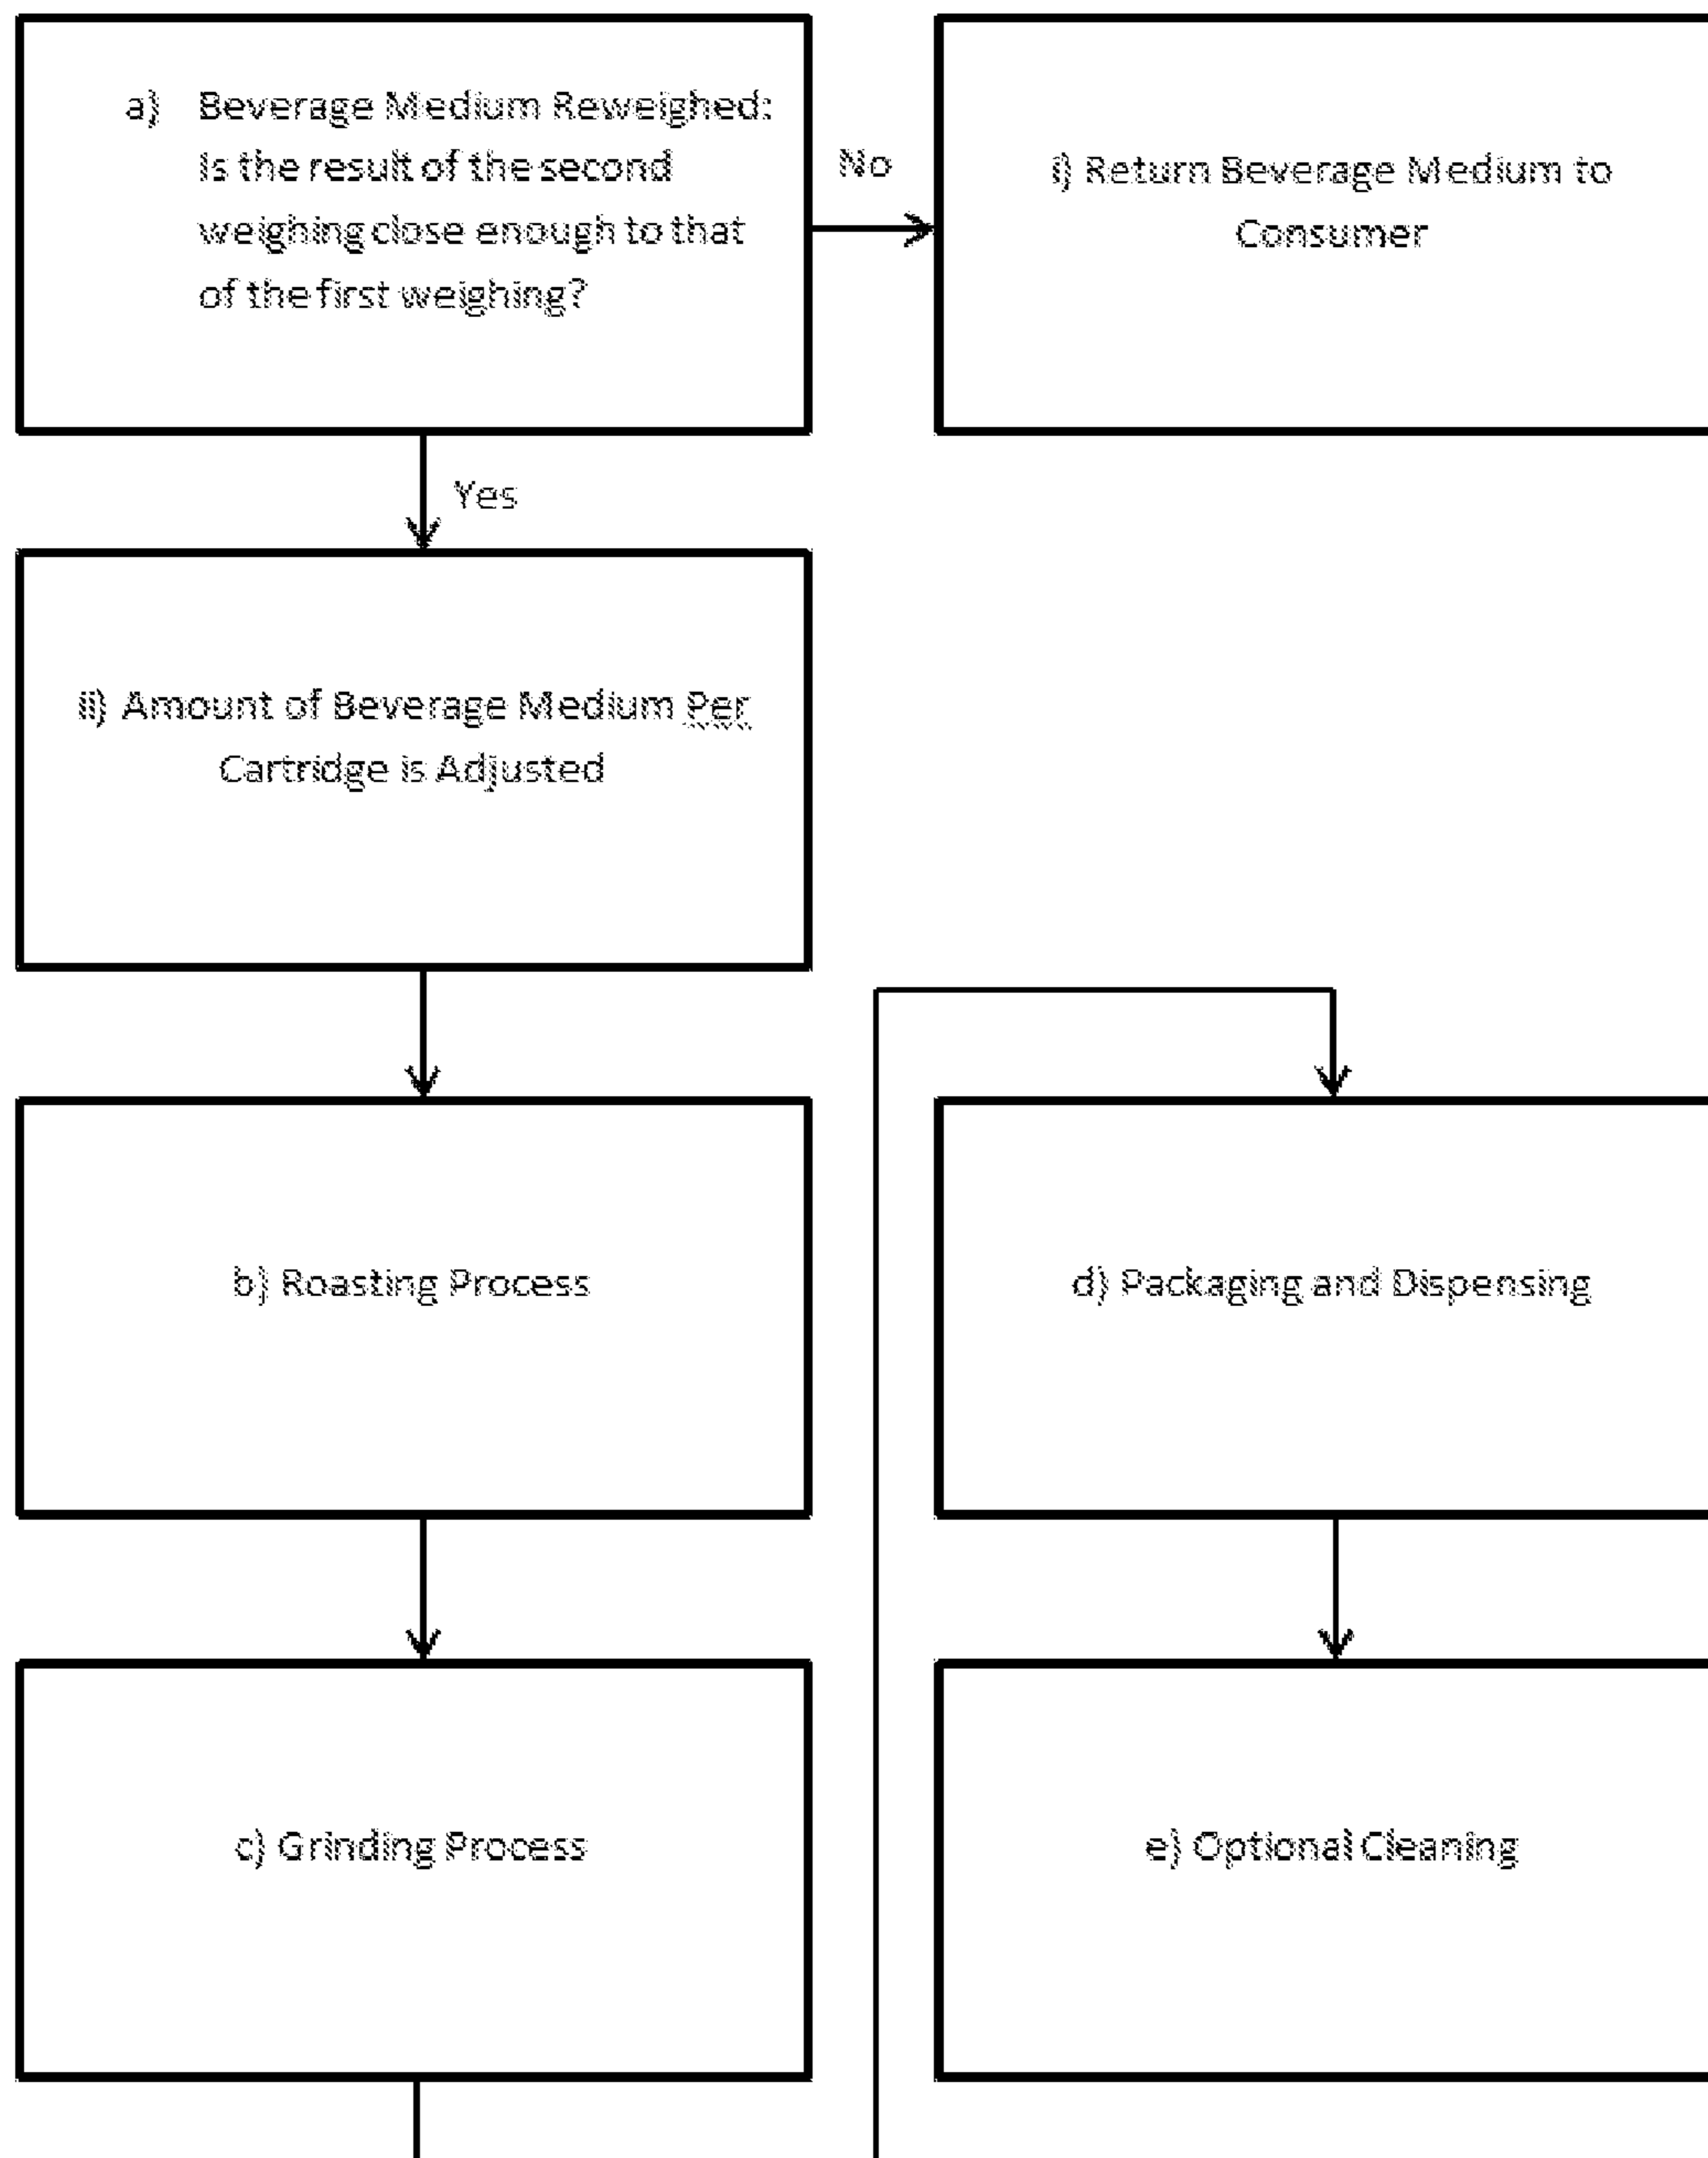 a) Beverage Medium Reweighed:
Is the result of the second
weighing close enough to that
of the first weighing?
No
i) Return Beverage Medium to
Consumer
Yes
ii) Amount of Beverage Medium Per
Cartridge is Adjusted
b) Roasting Process
d) Packaging and Dispensing
c) Grinding Process
e) Optional Cleaning